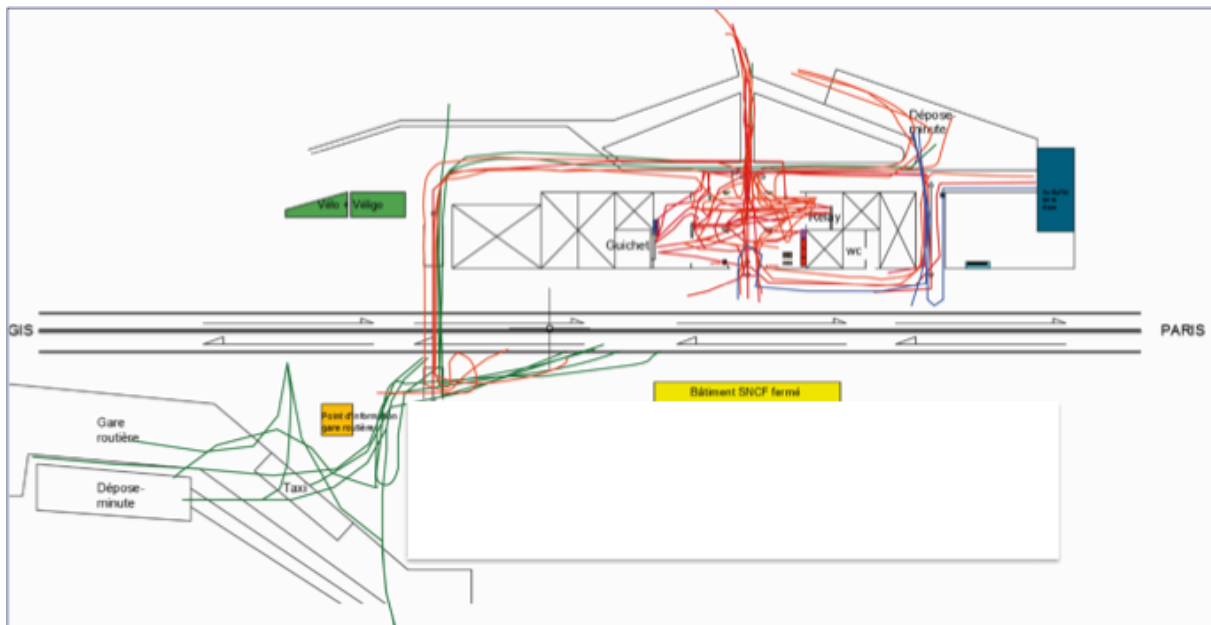 Dépose-
minute
Vélo + Véligo
Relay
Guichet
WC
GIS
PARIS
Bâtiment SNCF fermé
Point d'information
gare routière
Gare
routière
Dépose-
minute
Taxi